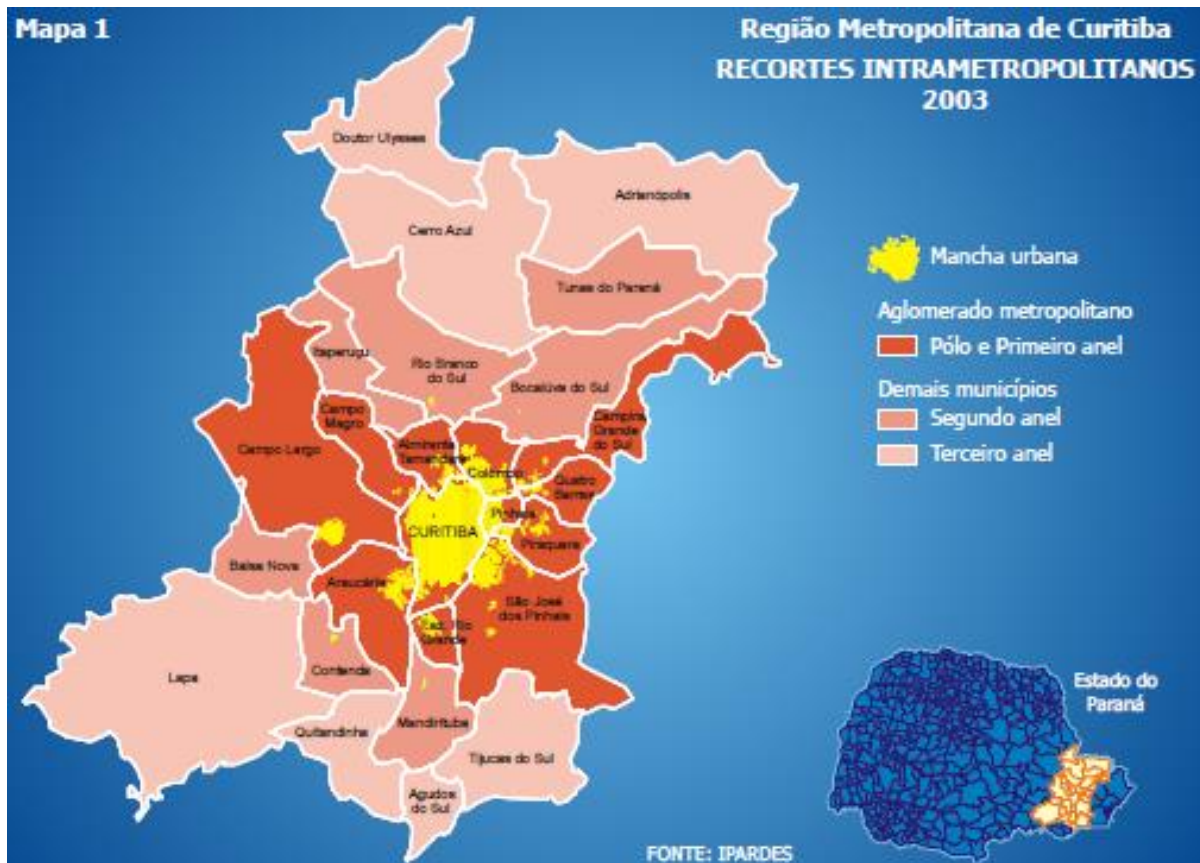 Mapa 1
Região Metropolitana de Curitiba
RECORTES INTRAMETROPOLITANOS
2003
Doutor Ulysses
Adrianópolis
Cerro Azul
Tunas do Paraná
Mancha urbana
Aglomerado metropolitano
Pólo e Primeiro anel
Demais municípios
Segundo anel
Terceiro anel
Itaperuçu
Rio Branco
do Sul
Bocaiúva do Sul
Campo
Magro
Campina
Grande
do Sul
Campo Largo
Almirante
Tamandaré
Colombo
Quatro
Barras
Pinhais
CURITIBA
Piraquara
Balsa Nova
Araucária
São José
dos Pinhais
Faz. Rio
Grande
Contenda
Lapa
Mandirituba
Quitandinha
Tijucas do Sul
Agudos
do Sul
Estado do
Paraná
FONTE: IPARDES